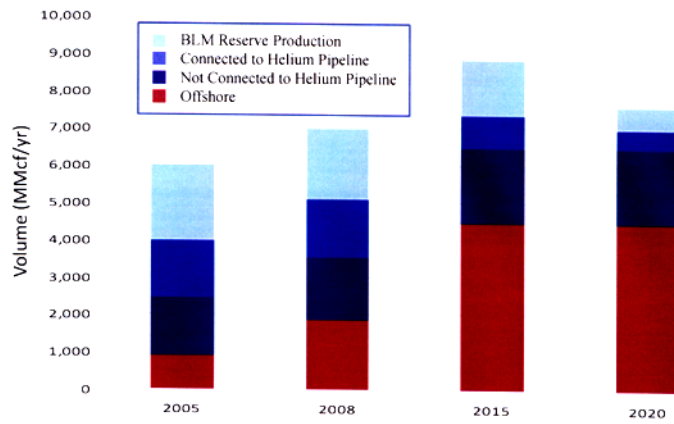 10,000
9,000
8,000
7,000
6,000
5,000
4,000
3,000
2,000
1,000
0
Volume (MMcf/yr)
BLM Reserve Production
Connected to Helium Pipeline
Not Connected to Helium Pipeline
Offshore
2005 2008 2015 2020